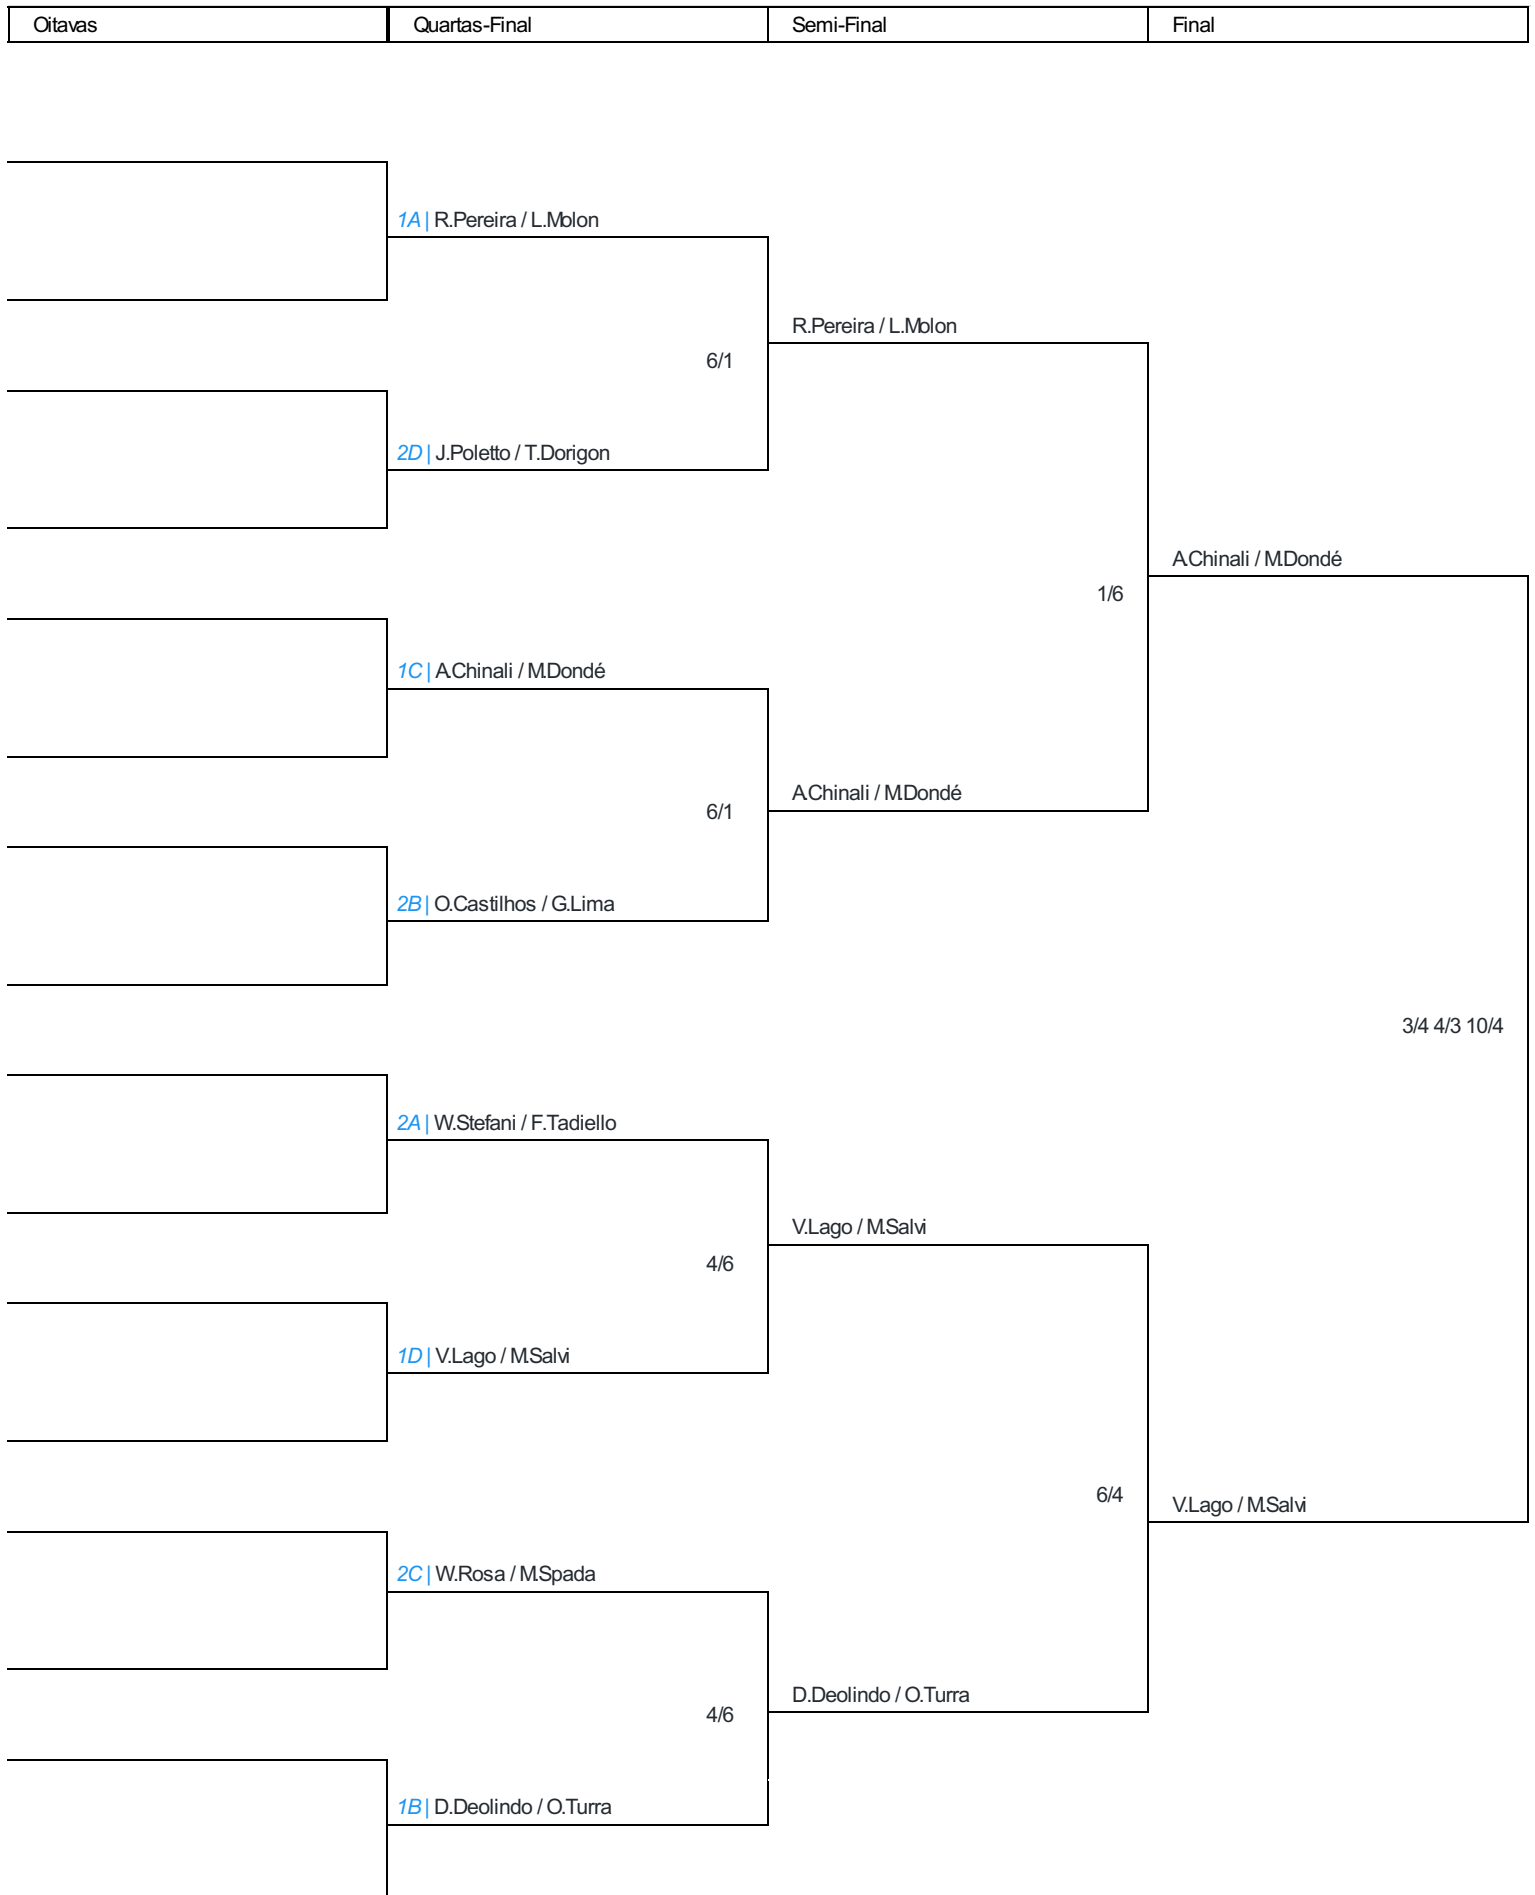 Oitavas Quartas-Final Semi-Final Final
1A | R.Pereira / L.Molon
R.Pereira / L.Molon
6/1
2D | J.Poletto / T.Dorigon
A.Chinali / M.Dondé
1/6
1C | A.Chinali / M.Dondé
A.Chinali / M.Dondé
6/1
2B | O.Castilhos / G.Lima
3/4 4/3 10/4
2A | W.Stefani / F.Tadiello
V.Lago / M.Salvi
4/6
1D | V.Lago / M.Salvi
6/4
V.Lago / M.Salvi
2C | W.Rosa / M.Spada
D.Deolindo / O.Turra
4/6
1B | D.Deolindo / O.Turra